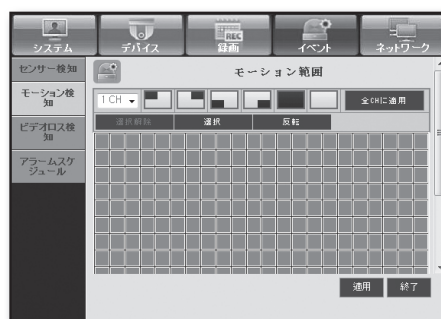 システム
デバイス
REC
録画
イベント
ネットワーク
センサー検知
モーション検
知
ビデオロス検
知
アラームスケ
ジュール
モーション範囲
1 CH
全CHに適用
選択解除
選択
反転
適用
終了